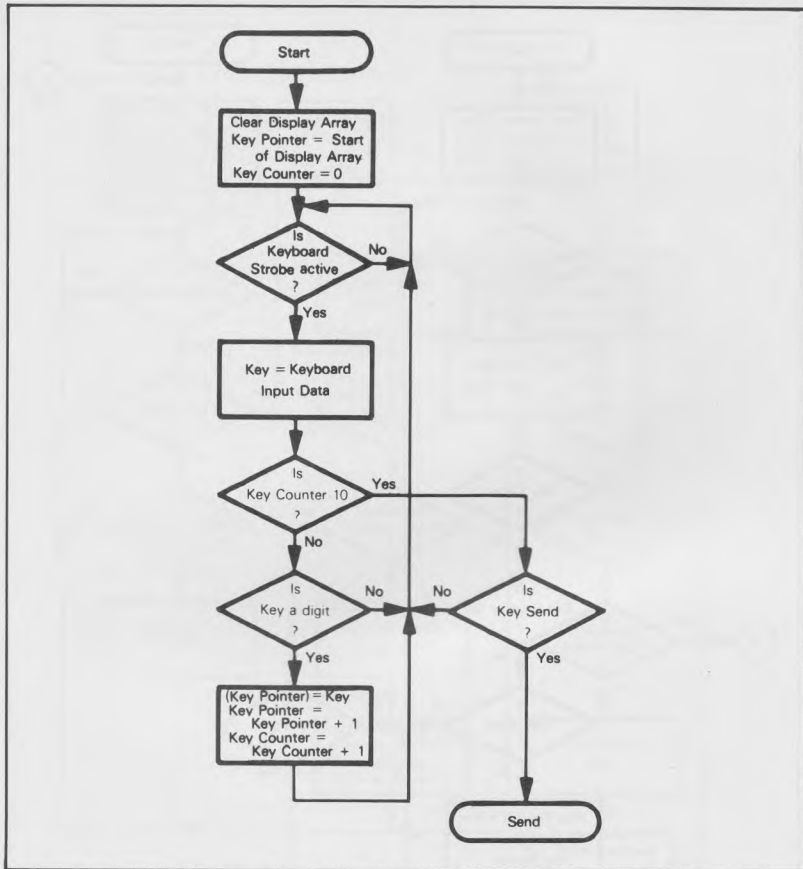 Start
Clear Display Array
Key Pointer = Start
of Display Array
Key Counter = 0
Is
Keyboard
Strobe active
?
No
Yes
Key = Keyboard
Input Data
Is
Key Counter 10
?
Yes
No
Is
Key a digit
?
No
No
Is
Key Send
?
Yes
Yes
(Key Pointer) = Key
Key Pointer =
Key Pointer + 1
Key Counter =
Key Counter + 1
Send